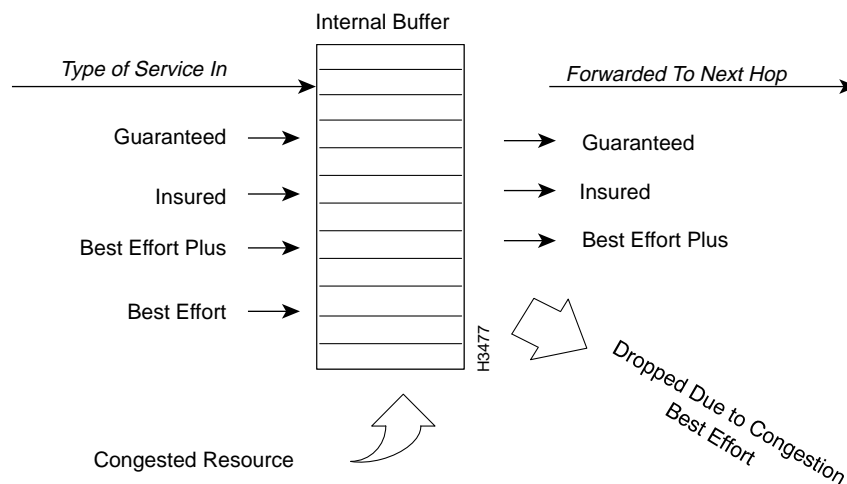 Internal Buffer
Type of Service In
Forwarded To Next Hop
Guaranteed
Guaranteed
Insured
Insured
Best Effort Plus
Best Effort Plus
Best Effort
H3477
Dropped Due to Congestion
Best Effort
Congested Resource